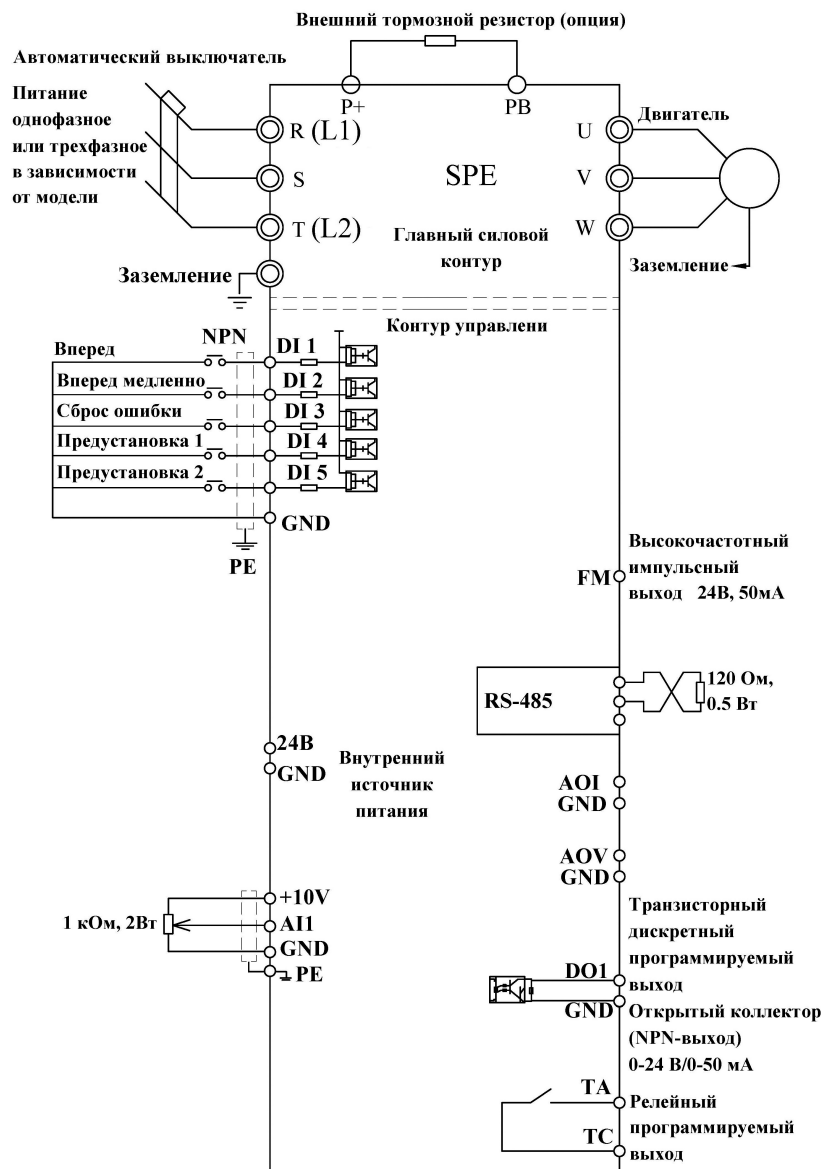 Внешний тормозной резистор (опция)
Автоматический выключатель
P+
PB
Питание
однофазное
или трехфазное
в зависимости
от модели
R (L1)
S
T (L2)
SPE
U
V
W
Двигатель
Главный силовой
контур
Заземление
Заземление
Контур управлени
NPN
Вперед
DI 1
Вперед медленно
DI 2
Сброс ошибки
DI 3
Предустановка 1
DI 4
Предустановка 2
DI 5
GND
PE
FM
Высокочастотный
импульсный
выход 24В, 50мА
RS-485
120 Ом,
0.5 Вт
24В
GND
Внутренний
источник
питания
AOI
GND
AOV
GND
+10V
1 кОм, 2Вт
AI1
GND
PE
DO1
GND
Транзисторный
дискретный
программируемый
выход
Открытый коллектор
(NPN-выход)
0-24 В/0-50 мА
TA
TC
Релейный
программируемый
выход